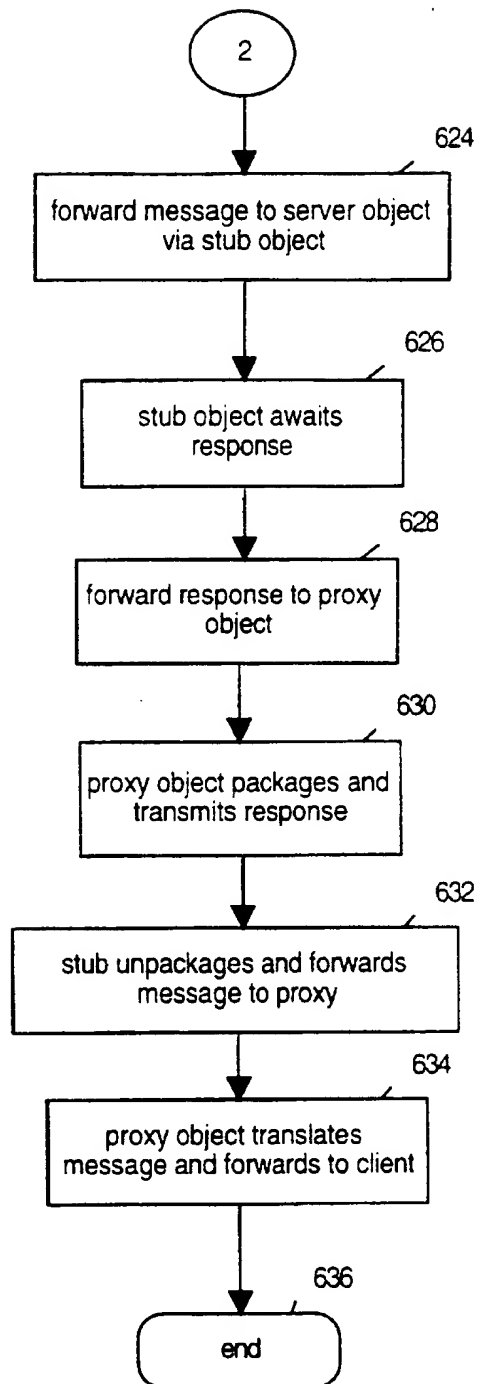 2
624
forward message to server object
via stub object
626
stub object awaits
response
628
forward response to proxy
object
630
proxy object packages and
transmits response
632
stub unpackages and forwards
message to proxy
634
proxy object translates
message and forwards to client
636
end